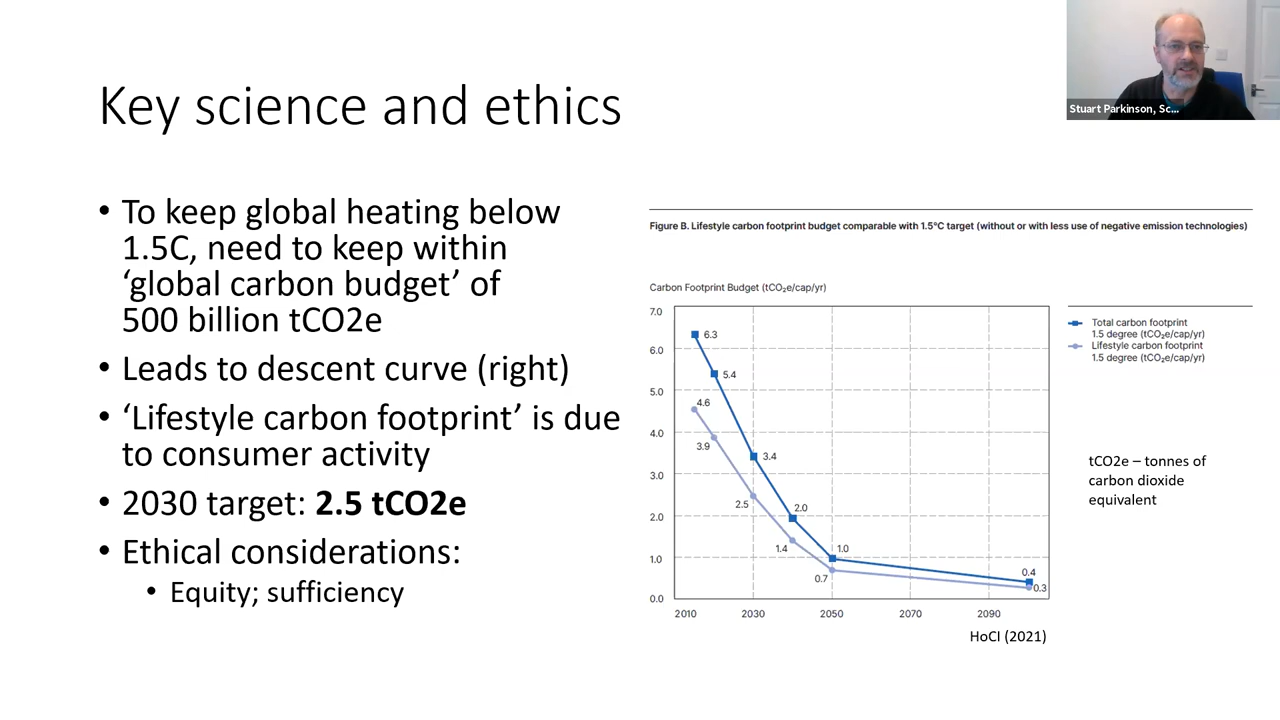 Key science and ethics
Stuart Parkinson, Sc...
• To keep global heating below
1.5C, need to keep within
‘global carbon budget’ of
500 billion tCO2e
• Leads to descent curve (right)
• ‘Lifestyle carbon footprint’ is due
to consumer activity
• 2030 target: 2.5 tCO2e
• Ethical considerations:
• Equity; sufficiency
Figure B. Lifestyle carbon footprint budget comparable with 1.5°C target (without or with less use of negative emission technologies)
Carbon Footprint Budget (tCO₂e/cap/yr)
7.0
6.0
5.0
4.0
3.0
2.0
1.0
0.0
6.3
5.4
4.6
3.9
3.4
2.5
2.0
1.4
1.0
0.7
0.4
0.3
2010
2030
2050
2070
2090
Total carbon footprint
1.5 degree (tCO₂e/cap/yr)
Lifestyle carbon footprint
1.5 degree (tCO₂e/cap/yr)
tCO2e – tonnes of
carbon dioxide
equivalent
HoCI (2021)